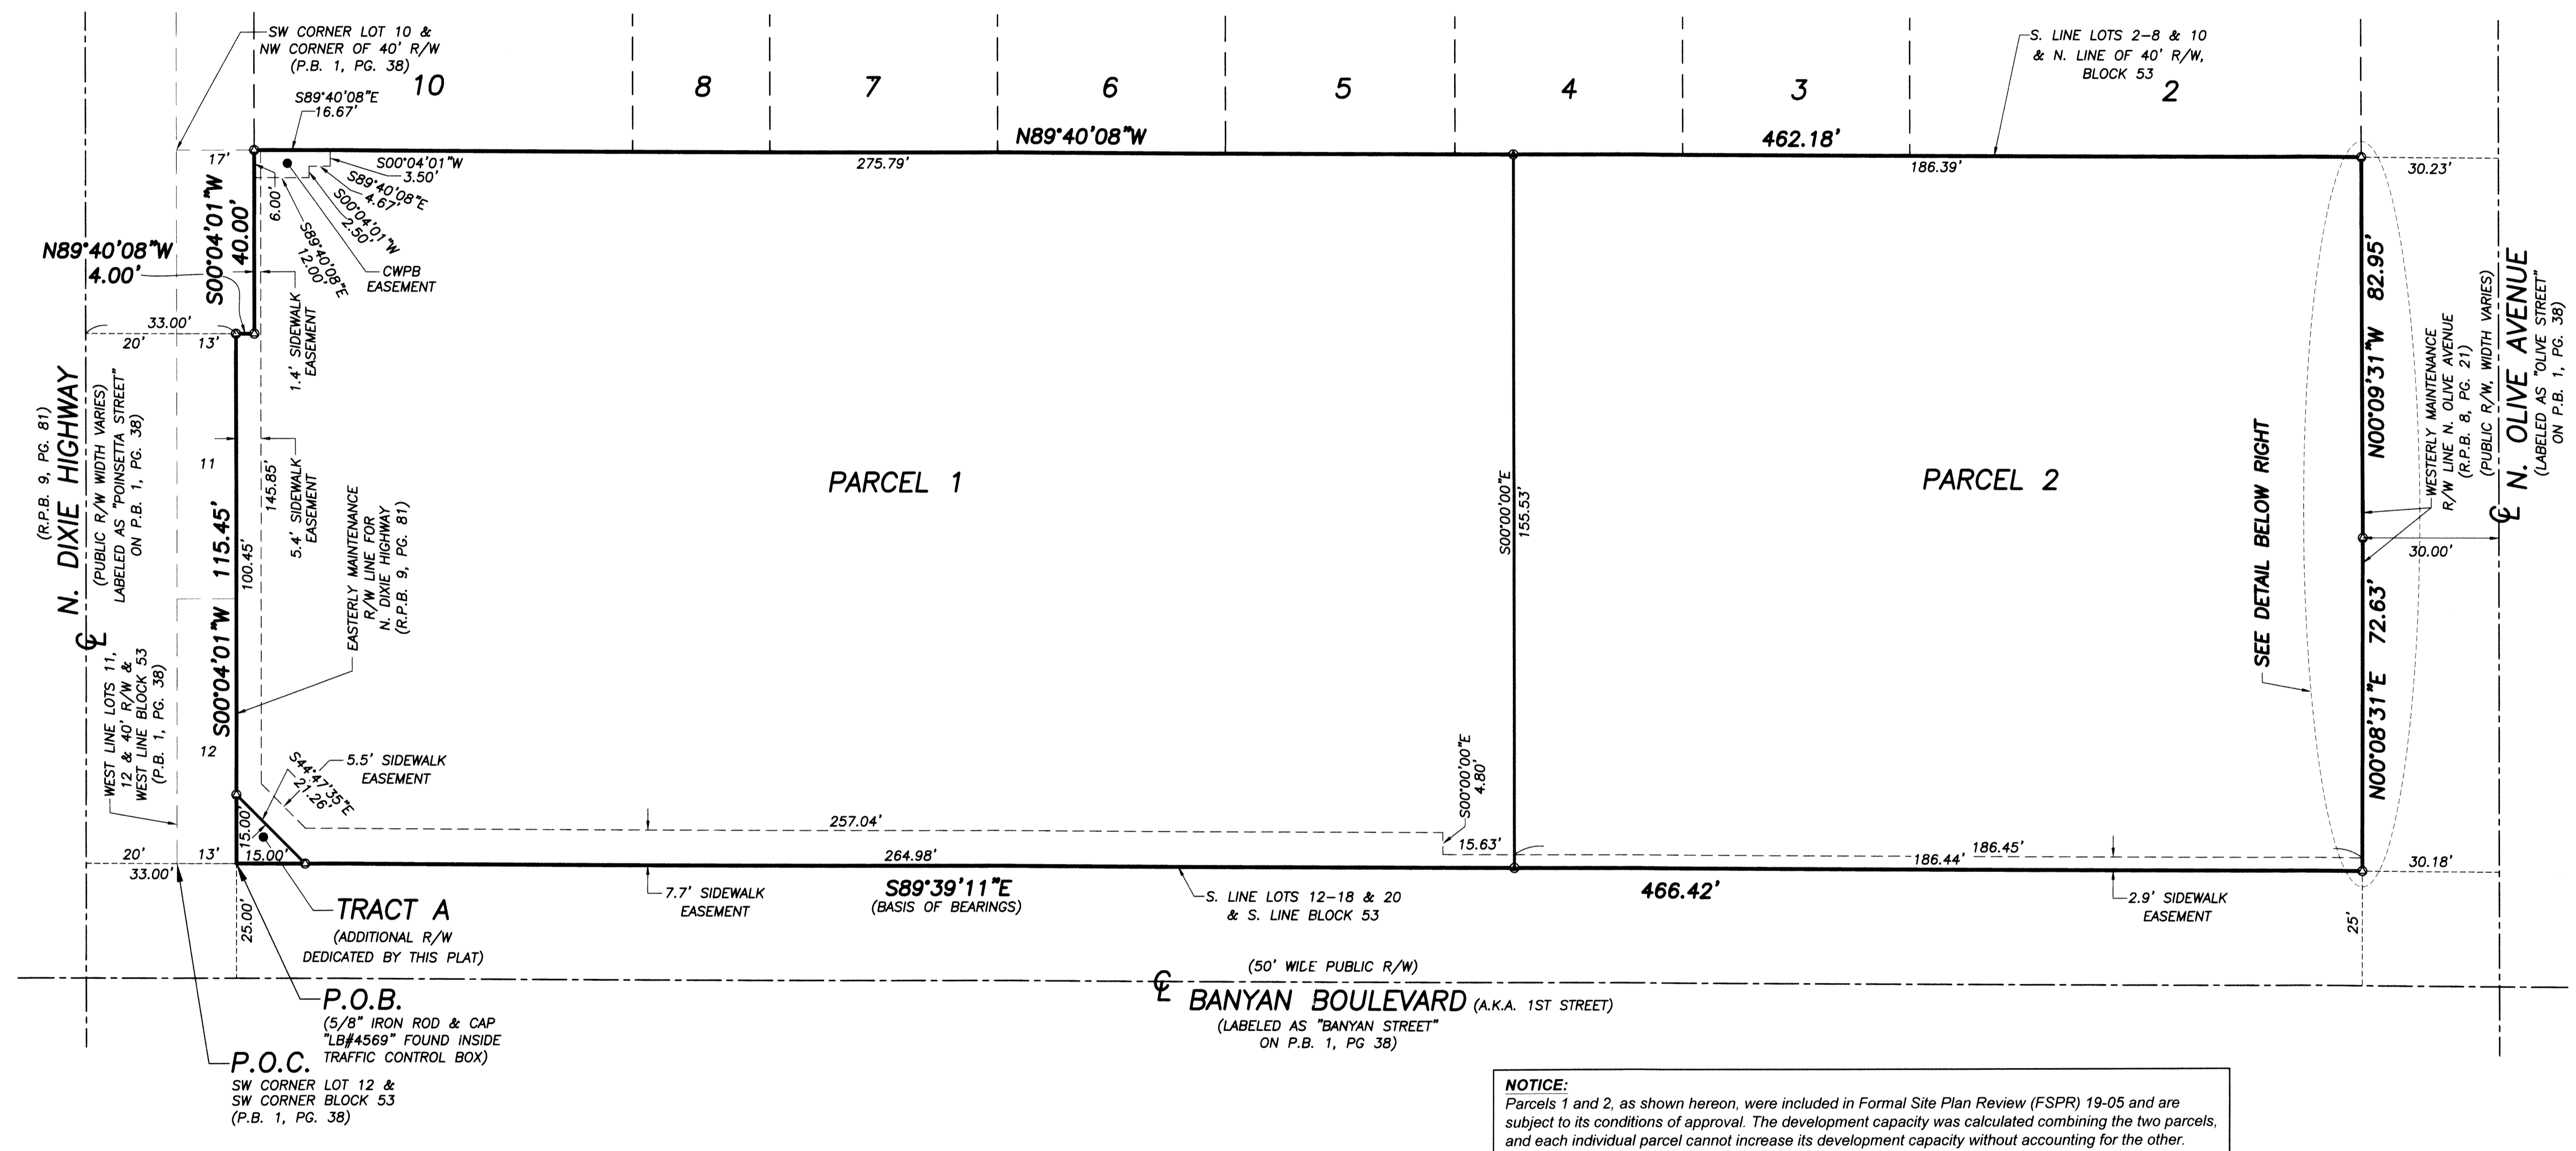 SW CORNER LOT 10 &
NW CORNER OF 40' R/W
(P.B. 1, PG. 38)
10
8
7
6
5
4
3
2
S. LINE LOTS 2-8 & 10
& N. LINE OF 40' R/W,
BLOCK 53
S89°40'08"E
16.67'
N89°40'08"W
462.18'
17'
275.79'
186.39'
30.23'
S00°04'01"W
3.50'
S89°40'08"E
4.67'
S00°04'01"W
2.50'
S89°40'08"E
12.00'
6.00'
CWPB
EASEMENT
S00°04'01"W
40.00'
N89°40'08"W
4.00'
1.4' SIDEWALK
EASEMENT
33.00'
20'
13'
N. DIXIE HIGHWAY
(R.P.B. 9, PG. 81)
(PUBLIC R/W WIDTH VARIES)
LABELED AS "POINSETTA STREET"
ON P.B. 1, PG. 38)
11
S00°04'01"W 115.45'
145.85'
100.45'
5.4' SIDEWALK
EASEMENT
EASTERLY MAINTENANCE
R/W LINE FOR
N. DIXIE HIGHWAY
(R.P.B. 9, PG. 81)
PARCEL 1
S00°00'00"E
155.53'
PARCEL 2
SEE DETAIL BELOW RIGHT
N00°09'31"W 82.95'
N00°08'31"E 72.63'
WESTERLY MAINTENANCE
R/W LINE N. OLIVE AVENUE
(R.P.B. 8, PG. 21)
(PUBLIC R/W, WIDTH VARIES)
N. OLIVE AVENUE
(LABELED AS "OLIVE STREET"
ON P.B. 1, PG. 38)
30.00'
WEST LINE LOTS 11,
12 & 40' R/W &
WEST LINE BLOCK 53
(P.B. 1, PG. 38)
12
S44°47'35"E
21.26'
5.5' SIDEWALK
EASEMENT
15.00'
15.00'
20'
13'
33.00'
257.04'
264.98'
S00°00'00"E
4.80'
15.63'
186.45'
186.44'
30.18'
7.7' SIDEWALK
EASEMENT
S89°39'11"E
(BASIS OF BEARINGS)
S. LINE LOTS 12-18 & 20
& S. LINE BLOCK 53
466.42'
2.9' SIDEWALK
EASEMENT
25.00'
25'
TRACT A
(ADDITIONAL R/W
DEDICATED BY THIS PLAT)
(50' WIDE PUBLIC R/W)
BANYAN BOULEVARD (A.K.A. 1ST STREET)
(LABELED AS "BANYAN STREET"
ON P.B. 1, PG 38)
P.O.B.
(5/8" IRON ROD & CAP
"LB#4569" FOUND INSIDE
TRAFFIC CONTROL BOX)
P.O.C.
SW CORNER LOT 12 &
SW CORNER BLOCK 53
(P.B. 1, PG. 38)
NOTICE:
Parcels 1 and 2, as shown hereon, were included in Formal Site Plan Review (FSPR) 19-05 and are
subject to its conditions of approval. The development capacity was calculated combining the two parcels,
and each individual parcel cannot increase its development capacity without accounting for the other.